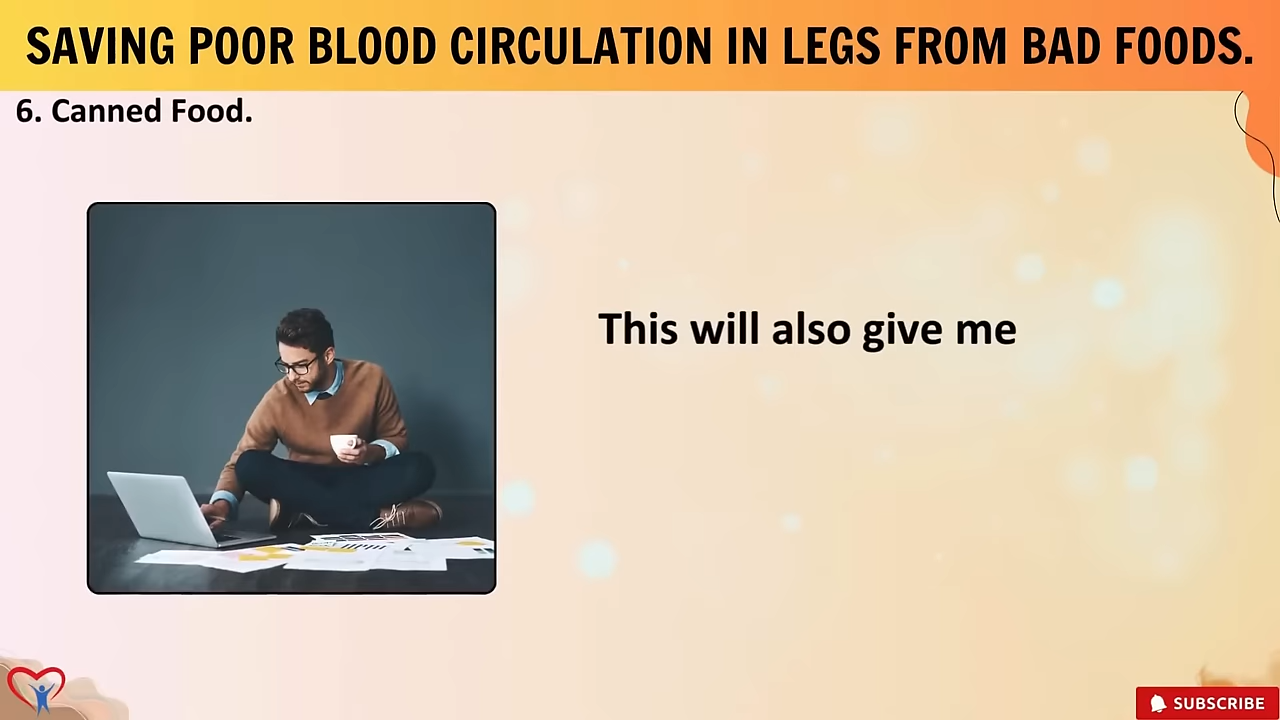 SAVING POOR BLOOD CIRCULATION IN LEGS FROM BAD FOODS.
6. Canned Food.
This will also give me
SUBSCRIBE